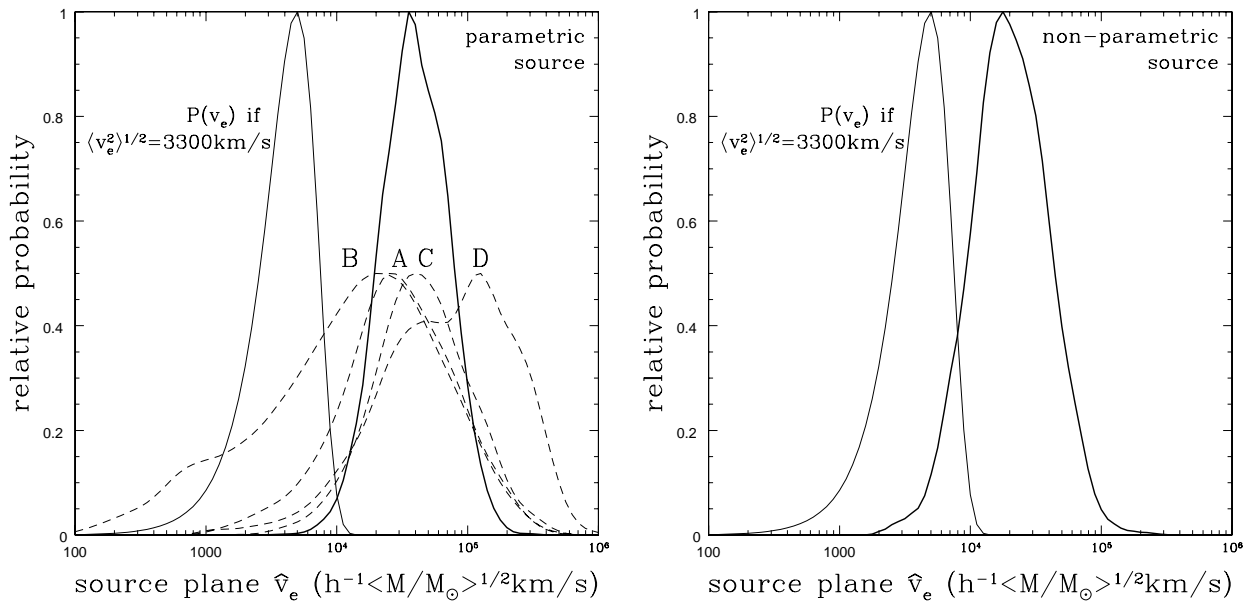 parametric
source
P(v_e) if
⟨v_e^2⟩^1/2=3300km/s
B A C D
relative probability
1
0.8
0.6
0.4
0.2
0
100 1000 10^4 10^5 10^6
source plane v̂_e (h^-1<M/M_⊙>^1/2km/s)
non-parametric
source
P(v_e) if
⟨v_e^2⟩^1/2=3300km/s
relative probability
1
0.8
0.6
0.4
0.2
0
100 1000 10^4 10^5 10^6
source plane v̂_e (h^-1<M/M_⊙>^1/2km/s)